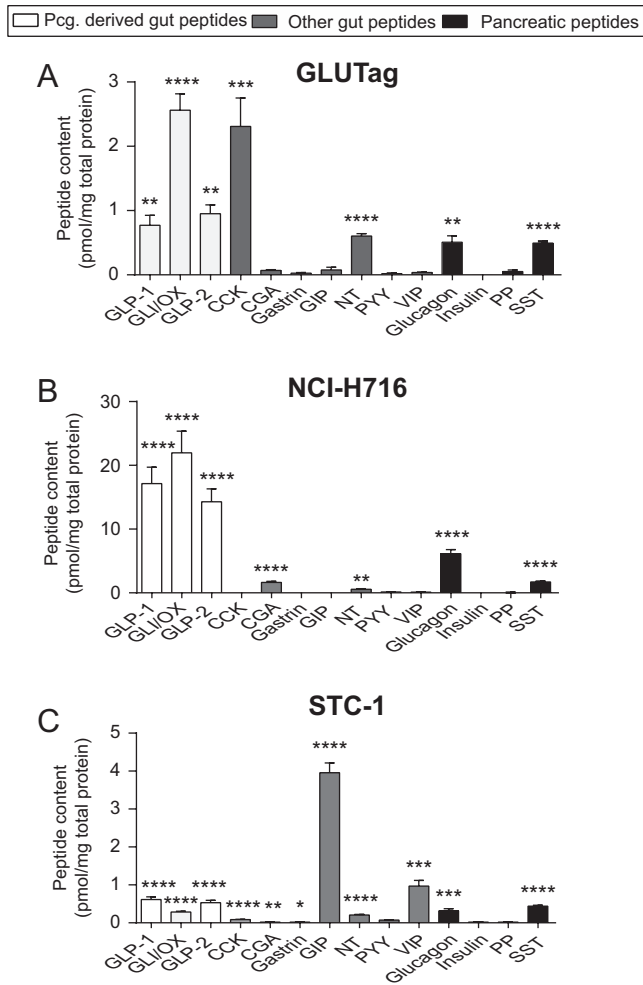 Pcg. derived gut peptides Other gut peptides Pancreatic peptides
A GLUTag
Peptide content
(pmol/mg total protein)
3
2
1
0
** **** ** *** **** ** ****
GLP-1 GLI/OX GLP-2 CCK CGA Gastrin GIP NT PYY VIP Glucagon Insulin PP SST
B NCI-H716
Peptide content
(pmol/mg total protein)
30
20
10
0
**** **** **** **** ** **** ****
GLP-1 GLI/OX GLP-2 CCK CGA Gastrin GIP NT PYY VIP Glucagon Insulin PP SST
C STC-1
Peptide content
(pmol/mg total protein)
5
4
3
2
1
0
**** **** **** **** ** * **** **** *** *** ****
GLP-1 GLI/OX GLP-2 CCK CGA Gastrin GIP NT PYY VIP Glucagon Insulin PP SST